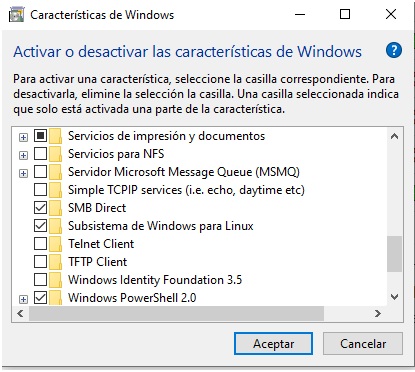 Características de Windows
Activar o desactivar las características de Windows
Para activar una característica, seleccione la casilla correspondiente. Para
desactivarla, elimine la selección la casilla. Una casilla seleccionada indica
que solo está activada una parte de la característica.
Servicios de impresión y documentos
Servicios para NFS
Servidor Microsoft Message Queue (MSMQ)
Simple TCPIP services (i.e. echo, daytime etc)
SMB Direct
Subsistema de Windows para Linux
Telnet Client
TFTP Client
Windows Identity Foundation 3.5
Windows PowerShell 2.0
Aceptar
Cancelar